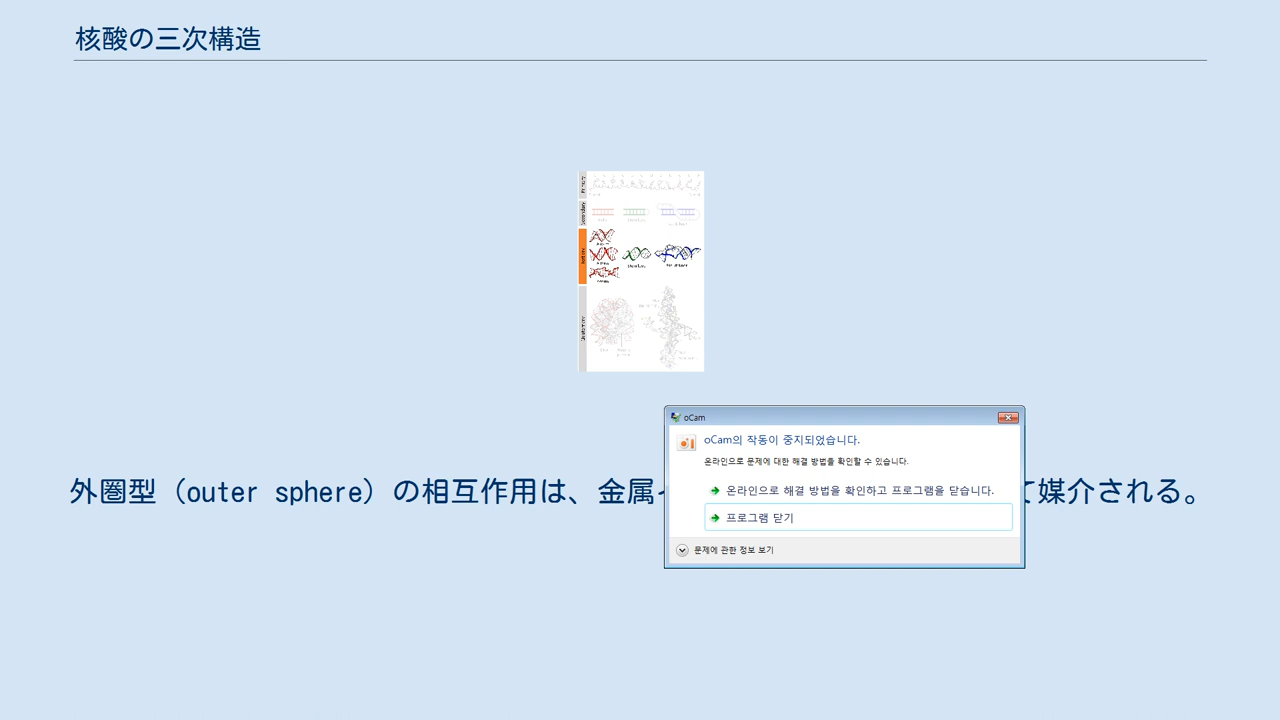 核酸の三次構造
外圏型（outer sphere）の相互作用は、金属
て媒介される。
oCam
oCam의 작동이 중지되었습니다.
온라인으로 문제에 대한 해결 방법을 확인할 수 있습니다.
온라인으로 해결 방법을 확인하고 프로그램을 닫습니다.
프로그램 닫기
문제에 관한 정보 보기